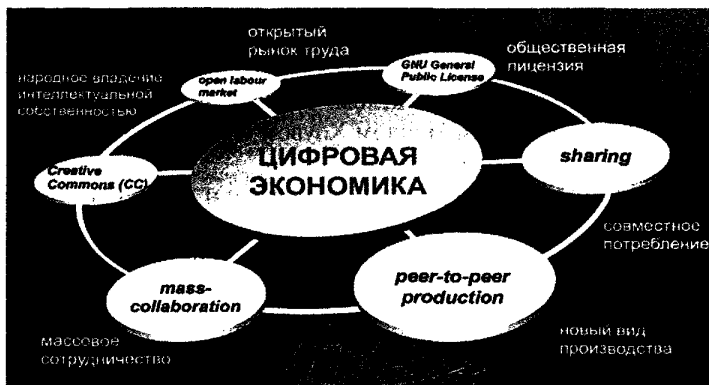 открытый
рынок труда
общественная
лицензия
народное владение
интеллектуальной
собственностью
open labour
market
GNU General
Public License
Creative
Commons (CC)
ЦИФРОВАЯ
ЭКОНОМИКА
sharing
совместное
потребление
mass-
collaboration
peer-to-peer
production
массовое
сотрудничество
новый вид
производства